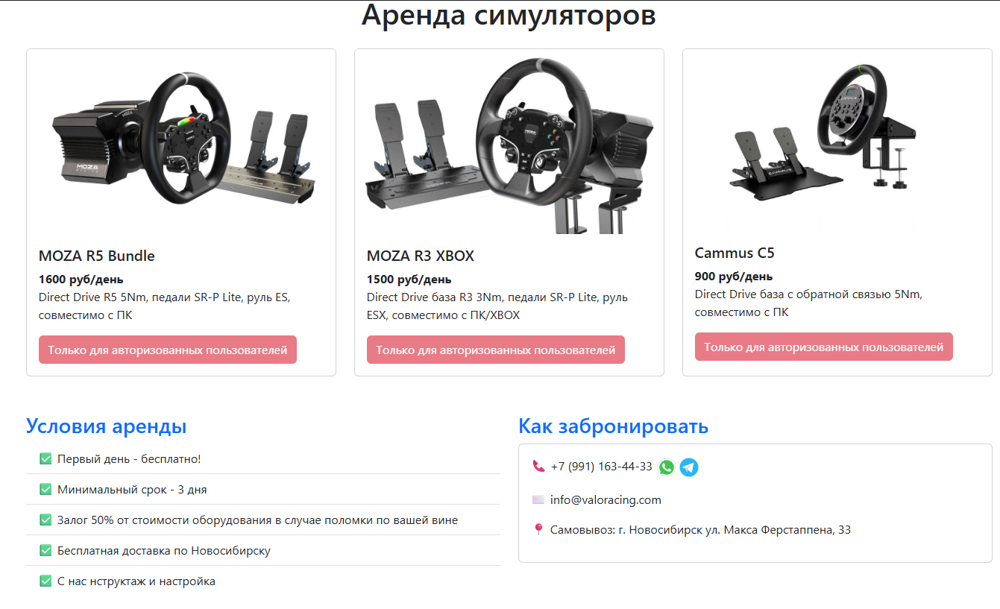 Аренда симуляторов
MOZA
MOZA
MOZA
CAMMUS
MOZA R5 Bundle
1600 руб/день
Direct Drive R5 5Nm, педали SR-P Lite, руль ES,
совместимо с ПК
Только для авторизованных пользователей
MOZA R3 XBOX
1500 руб/день
Direct Drive база R3 3Nm, педали SR-P Lite, руль
ESX, совместимо с ПК/XBOX
Только для авторизованных пользователей
Cammus C5
900 руб/день
Direct Drive база с обратной связью 5Nm,
совместимо с ПК
Только для авторизованных пользователей
Условия аренды
Первый день - бесплатно!
Минимальный срок - 3 дня
Залог 50% от стоимости оборудования в случае поломки по вашей вине
Бесплатная доставка по Новосибирску
С нас нструктаж и настройка
Как забронировать
+7 (991) 163-44-33
info@valoracing.com
Самовывоз: г. Новосибирск ул. Макса Ферстаппена, 33